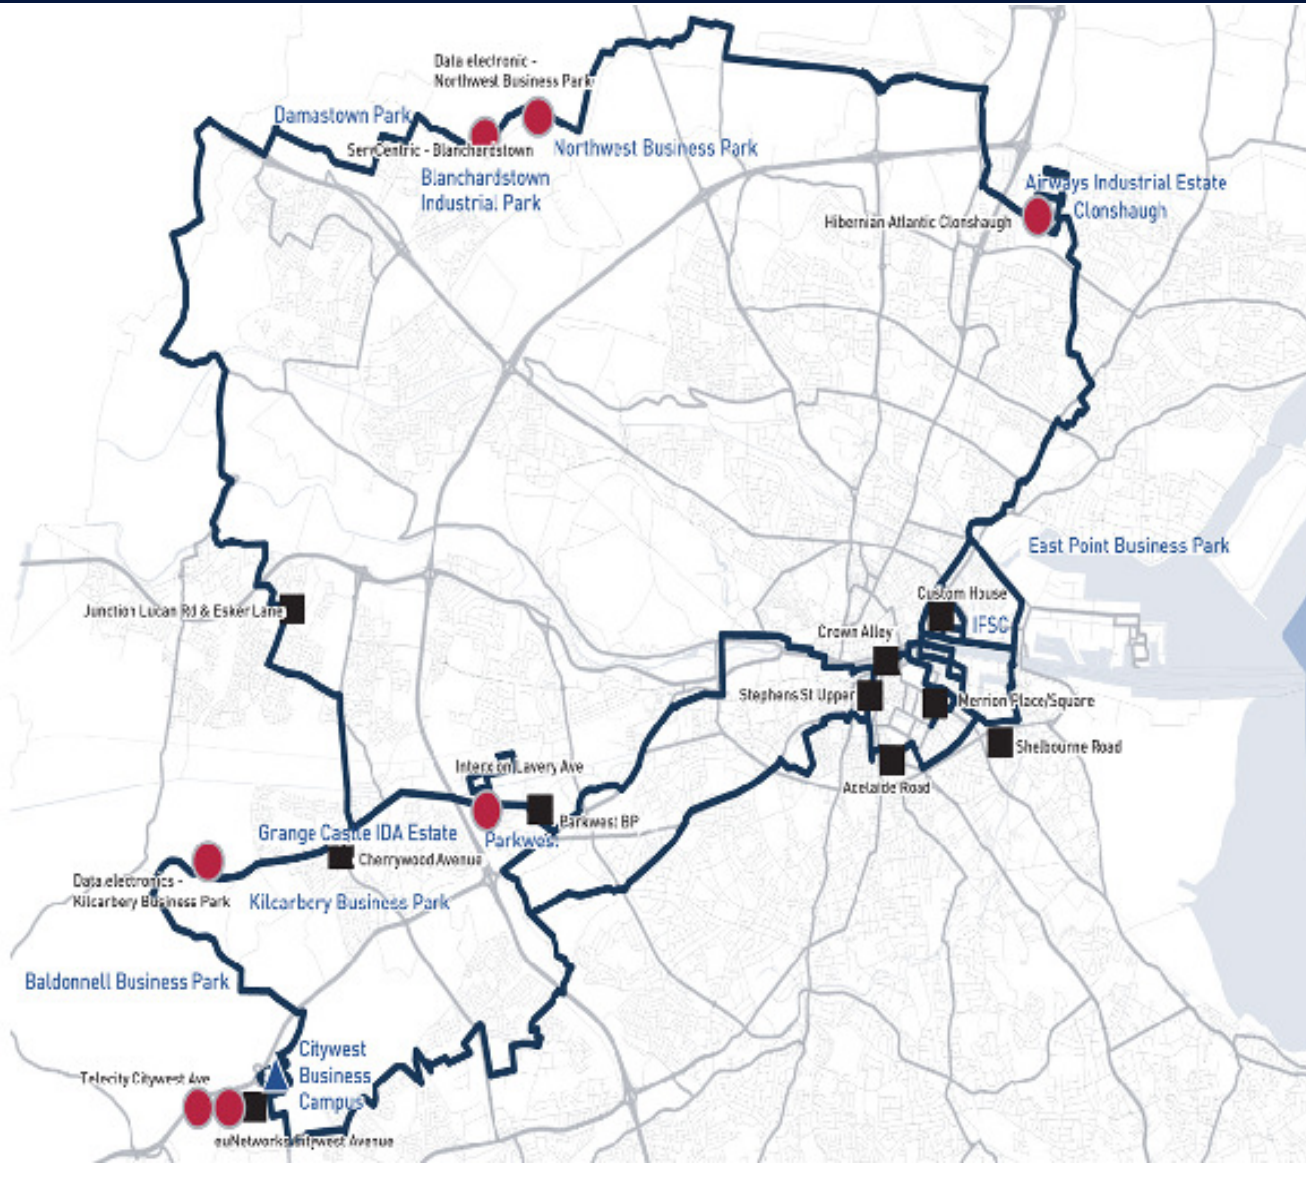 Data electronic -
Northwest Business Park
Damastown Park
ServCentric - Blanchardstown
Northwest Business Park
Blanchardstown
Industrial Park
Airways Industrial Estate
Clonshaugh
Hibernian Atlantic Clonshaugh
East Point Business Park
Custom House
IFSC
Junction Lucan Rd & Esker Lane
Crown Alley
Stephens St Upper
Merrion Place/Square
Shelbourne Road
Adelaide Road
Lavery Ave
Parkwest BP
Parkwest
Grange Castle IDA Estate
Cherrywood Avenue
Data electronics -
Kilcarbery Business Park
Kilcarbery Business Park
Baldonnell Business Park
Citywest
Business
Campus
Telecity Citywest Ave
euNetworks Citywest Avenue